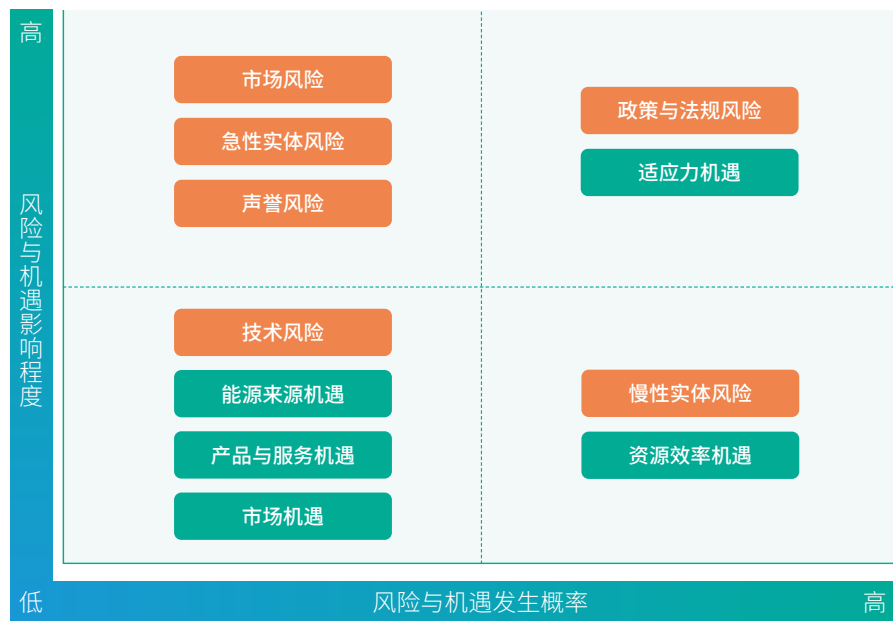 高
风险与机遇影响程度
市场风险
急性实体风险
声誉风险
政策与法规风险
适应力机遇
技术风险
能源来源机遇
产品与服务机遇
市场机遇
慢性实体风险
资源效率机遇
低
风险与机遇发生概率
高